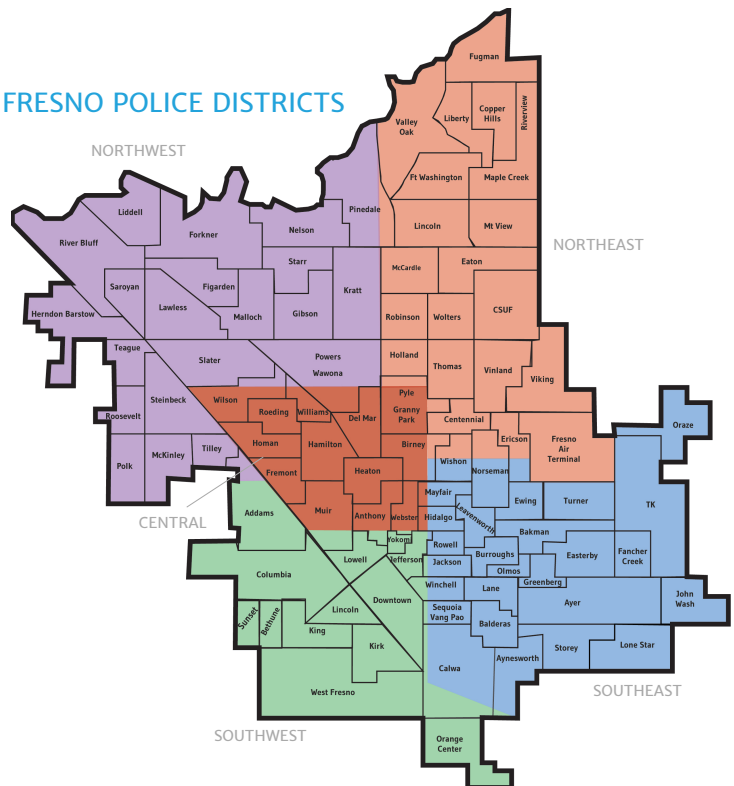 FRESNO POLICE DISTRICTS
NORTHWEST
NORTHEAST
CENTRAL
SOUTHWEST
SOUTHEAST
Fugman
Valley
Oak
Liberty
Copper
Hills
Riverview
Ft Washington
Maple Creek
Pinedale
Lincoln
Mt View
Liddell
River Bluff
Forkner
Nelson
Starr
McCardle
Eaton
Saroyan
Figarden
Kratt
Herndon Barstow
Lawless
Malloch
Gibson
Robinson
Wolters
CSUF
Teague
Slater
Powers
Wawona
Holland
Thomas
Vinland
Viking
Steinbeck
Roosevelt
Wilson
Roeding
Williams
Del Mar
Pyle
Granny
Park
Centennial
Homan
Hamilton
Birney
Ericson
Fresno
Air
Terminal
Oraze
Polk
McKinley
Tilley
Fremont
Heaton
Wishon
Norseman
Addams
Muir
Anthony
Webster
Mayfair
Hidalgo
Leavenworth
Ewing
Turner
TK
Bakman
Yokom
Rowell
Lowell
Jefferson
Jackson
Burroughs
Olmos
Easterby
Fancher
Creek
Columbia
Winchell
Lane
Greenberg
John
Wash
Downtown
Lincoln
Sequoia
Vang Pao
Ayer
Sunset
Bethune
King
Balderas
Kirk
Calwa
Aynesworth
Storey
Lone Star
West Fresno
Orange
Center